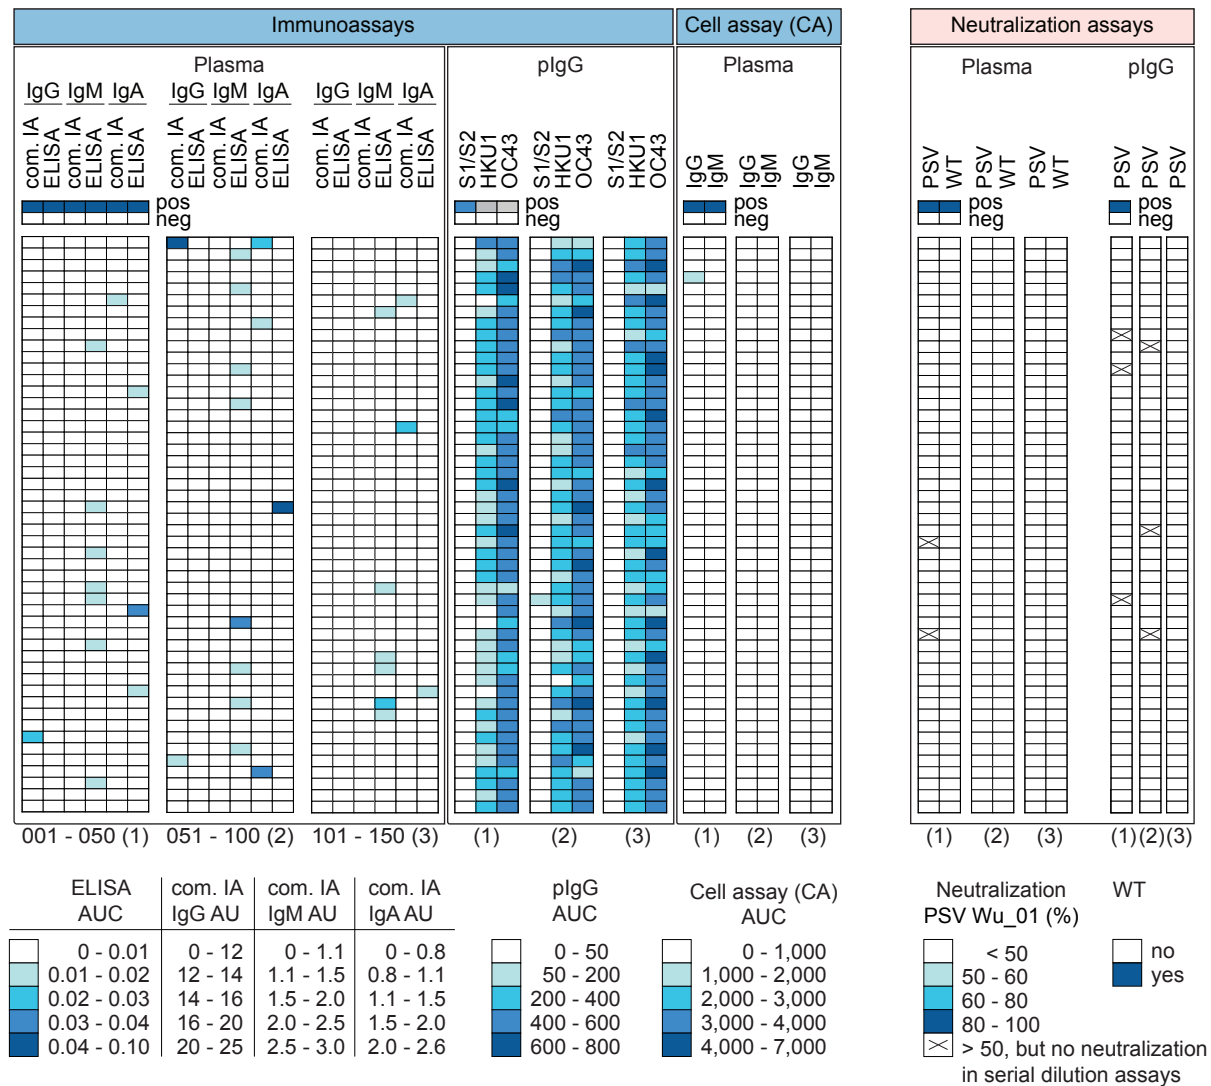 Immunoassays Cell assay (CA) Neutralization assays
Plasma pIgG Plasma Plasma pIgG
IgG IgM IgA IgG IgM IgA IgG IgM IgA
com. IA ELISA com. IA ELISA com. IA ELISA com. IA ELISA com. IA ELISA com. IA ELISA com. IA ELISA com. IA ELISA com. IA ELISA S1/S2 HKU1 OC43 S1/S2 HKU1 OC43 S1/S2 HKU1 OC43 IgG IgM IgG IgM IgG IgM PSV WT PSV WT PSV WT PSV PSV PSV
pos pos pos pos pos
neg neg neg neg neg
001 - 050 (1) 051 - 100 (2) 101 - 150 (3) (1) (2) (3) (1) (2) (3) (1) (2) (3) (1) (2) (3)
ELISA com. IA com. IA com. IA
AUC IgG AU IgM AU IgA AU
0 - 0.01 0 - 12 0 - 1.1 0 - 0.8
0.01 - 0.02 12 - 14 1.1 - 1.5 0.8 - 1.1
0.02 - 0.03 14 - 16 1.5 - 2.0 1.1 - 1.5
0.03 - 0.04 16 - 20 2.0 - 2.5 1.5 - 2.0
0.04 - 0.10 20 - 25 2.5 - 3.0 2.0 - 2.6
pIgG
AUC
0 - 50
50 - 200
200 - 400
400 - 600
600 - 800
Cell assay (CA)
AUC
0 - 1,000
1,000 - 2,000
2,000 - 3,000
3,000 - 4,000
4,000 - 7,000
Neutralization
PSV Wu_01 (%)
< 50
50 - 60
60 - 80
80 - 100
> 50, but no neutralization
in serial dilution assays
WT
no
yes